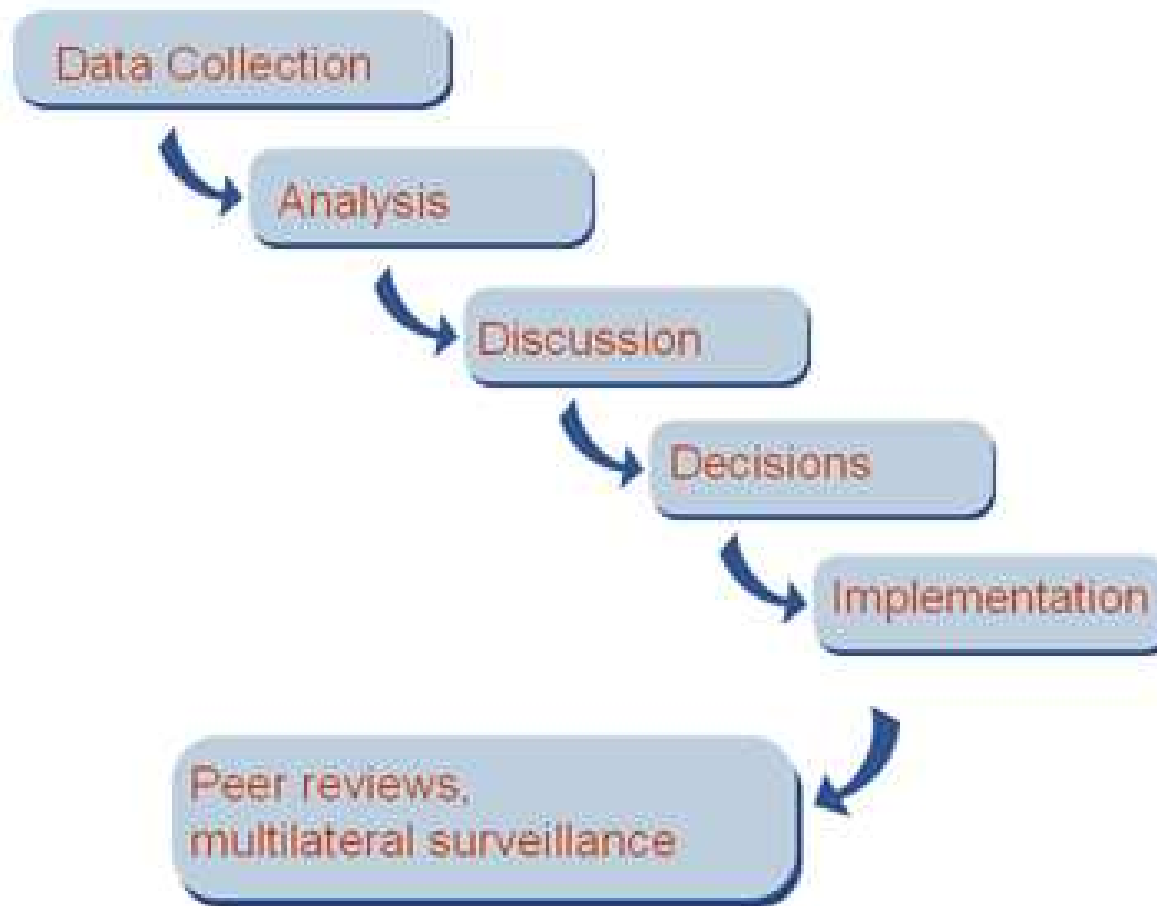 Data Collection
Analysis
Discussion
Decisions
Implementation
Peer reviews,
multilateral surveillance